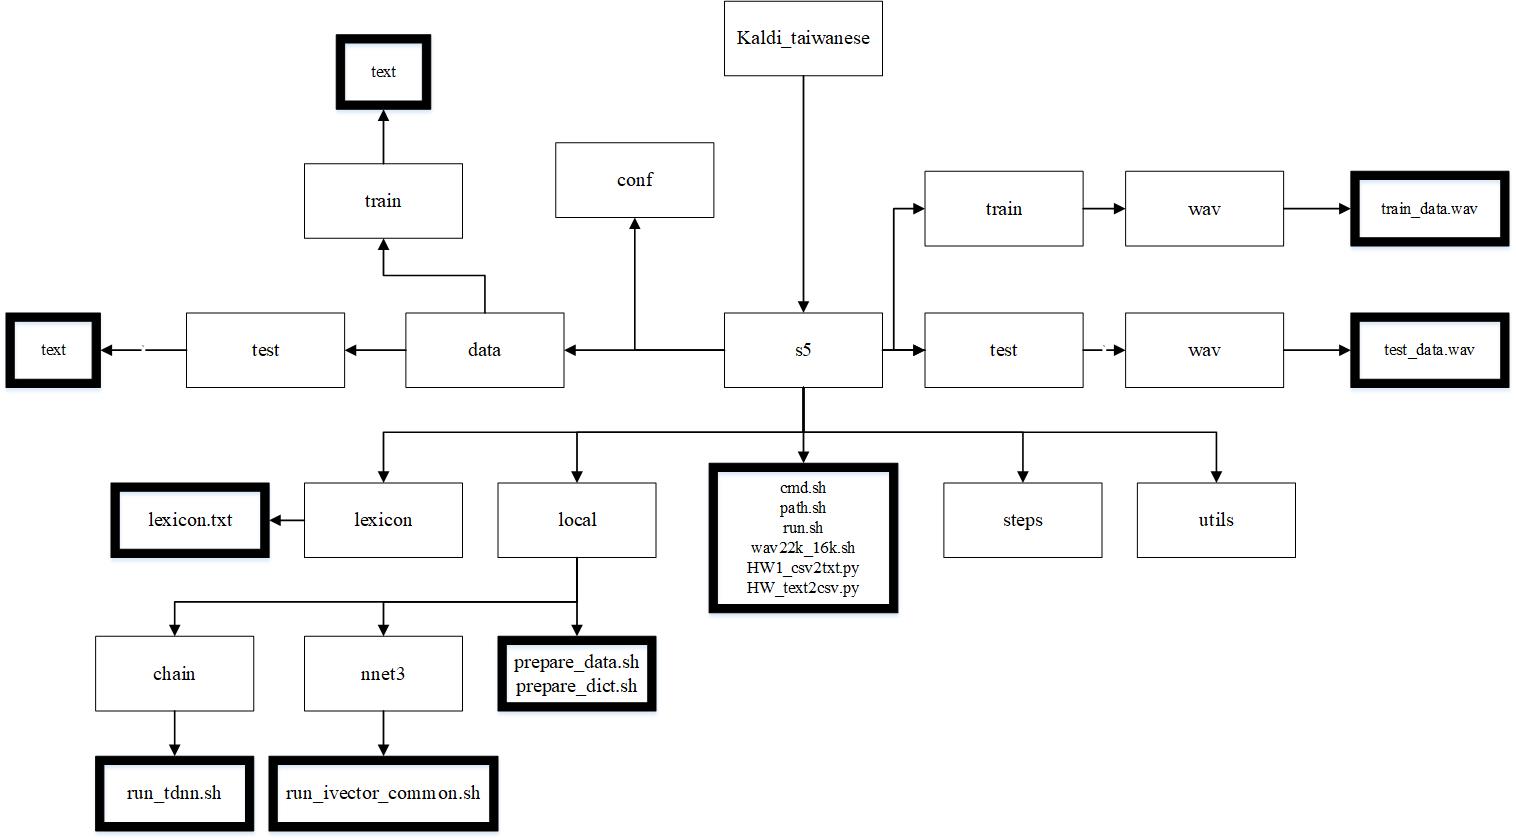 Kaldi_taiwanese
text
conf
train
train
wav
train_data.wav
text
test
data
s5
test
wav
test_data.wav
lexicon.txt
lexicon
local
cmd.sh
path.sh
run.sh
wav22k_16k.sh
HW1_csv2txt.py
HW_text2csv.py
steps
utils
chain
nnet3
prepare_data.sh
prepare_dict.sh
run_tdnn.sh
run_ivector_common.sh